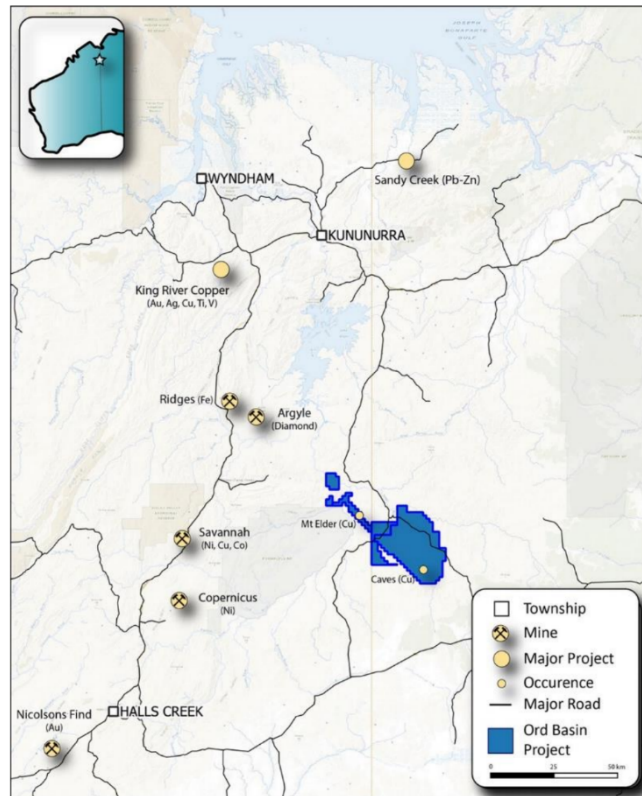 WYNDHAM
Sandy Creek (Pb-Zn)
KUNUNURRA
King River Copper
(Au, Ag, Cu, Ti, V)
Ridges (Fe)
Argyle
(Diamond)
Mt Elder (Cu)
Savannah
(Ni, Cu, Co)
Caves (Cu)
Copernicus
(Ni)
HALLS CREEK
Nicolsons Find
(Au)
Township
Mine
Major Project
Occurence
Major Road
Ord Basin
Project
0 25 50 km